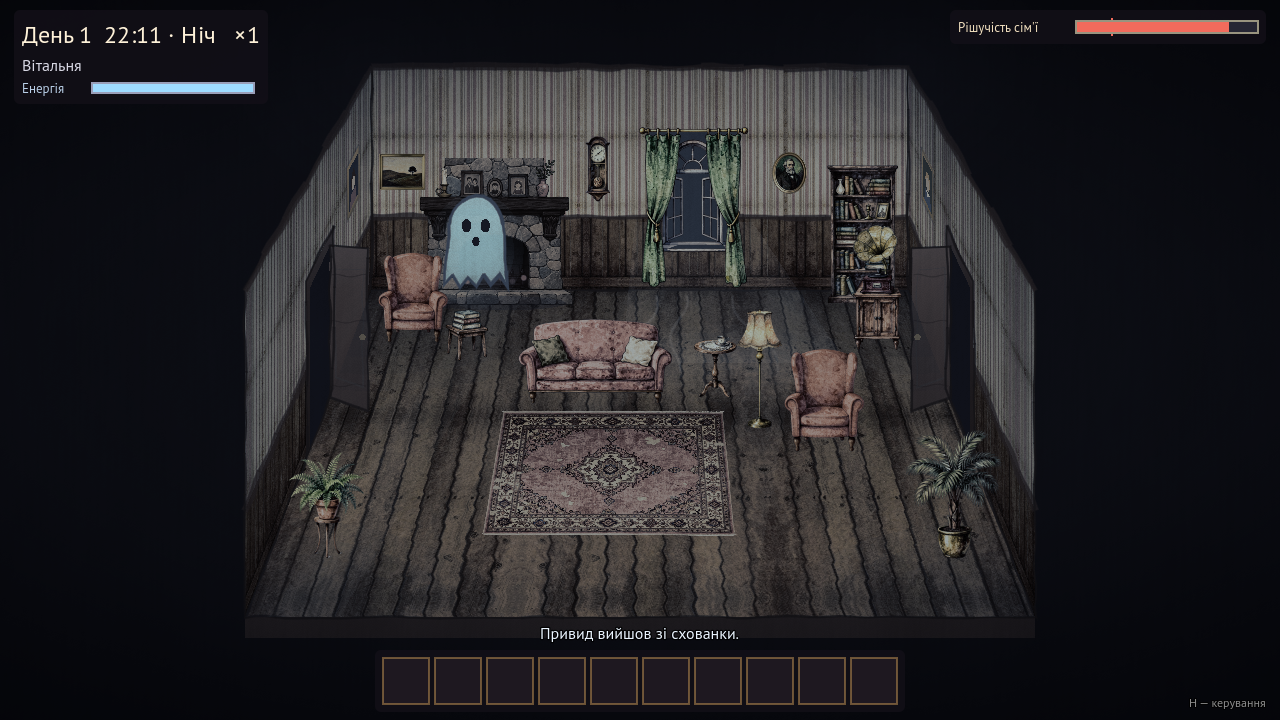 День 1 22:11 · Ніч ×1
Вітальня
Енергія
Рішучість сім'ї
Привид вийшов зі схованки.
H — керування